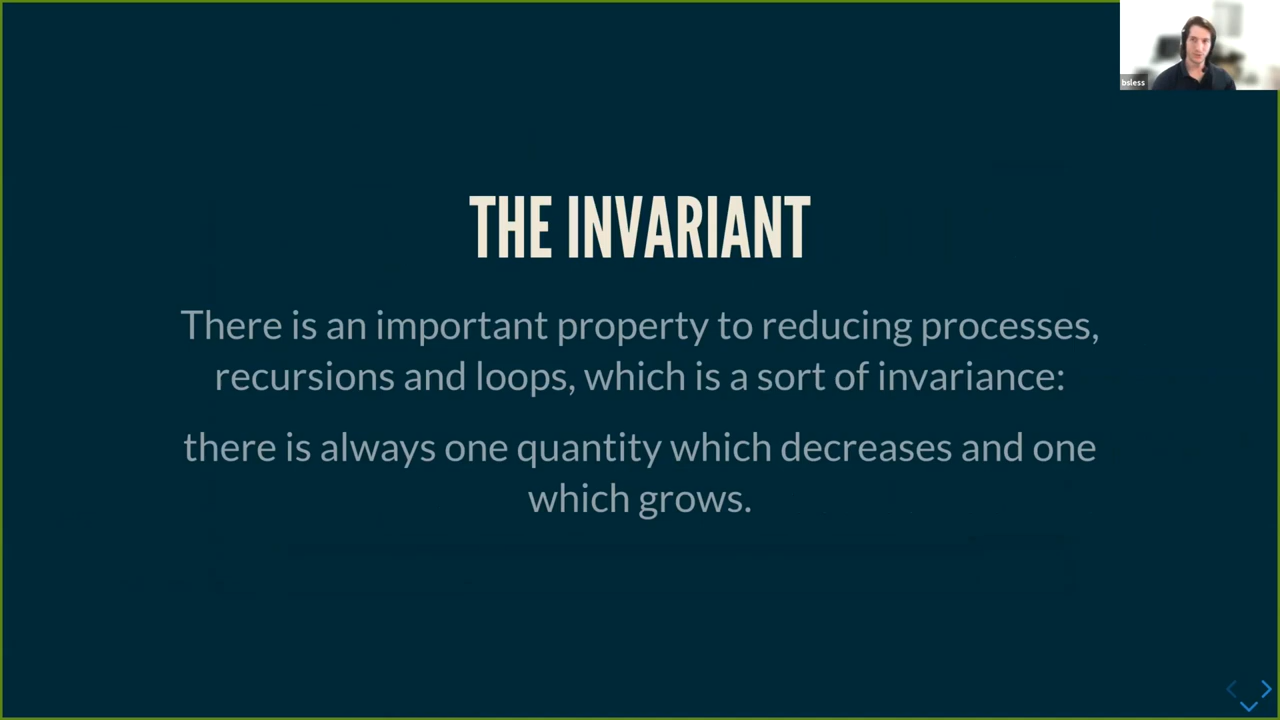 bsless
THE INVARIANT
There is an important property to reducing processes,
recursions and loops, which is a sort of invariance:
there is always one quantity which decreases and one
which grows.